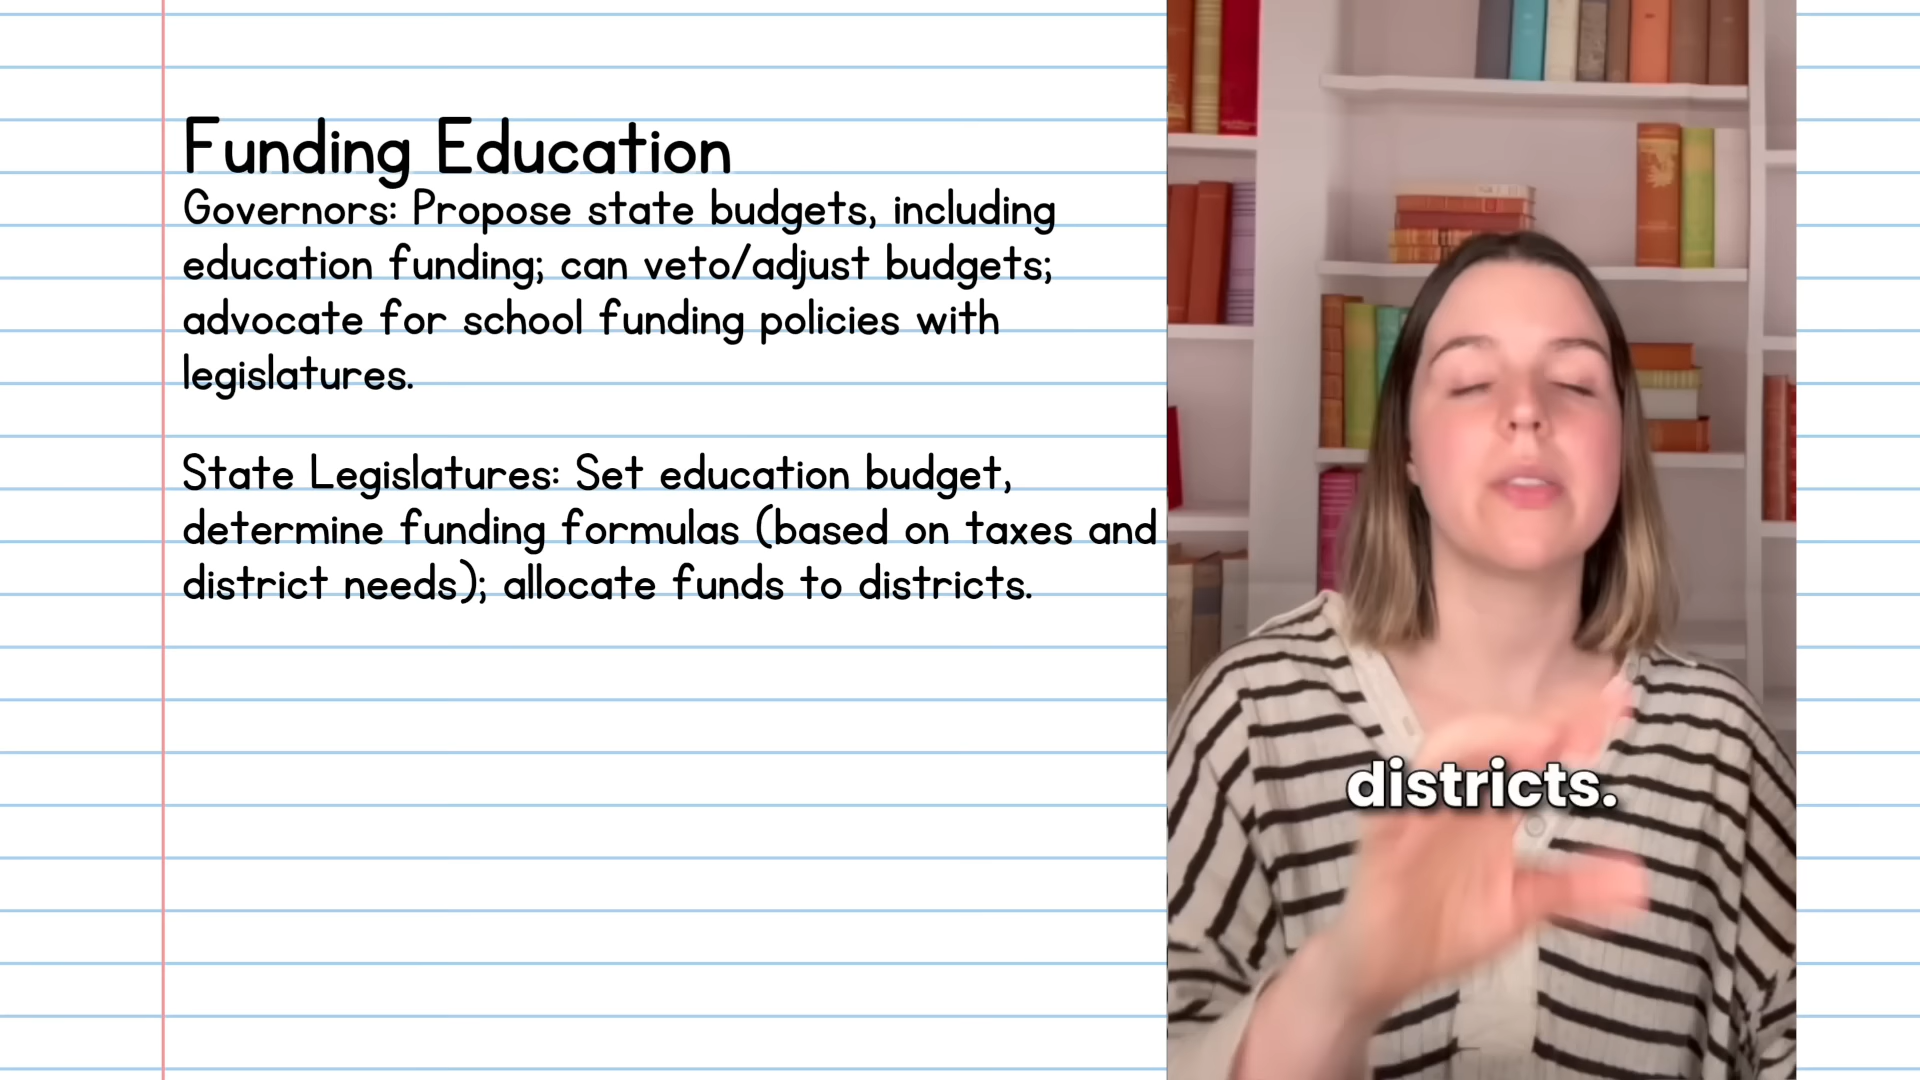 Funding Education
Governors: Propose state budgets, including
education funding; can veto/adjust budgets;
advocate for school funding policies with
legislatures.
State Legislatures: Set education budget,
determine funding formulas (based on taxes and
district needs); allocate funds to districts.
districts.